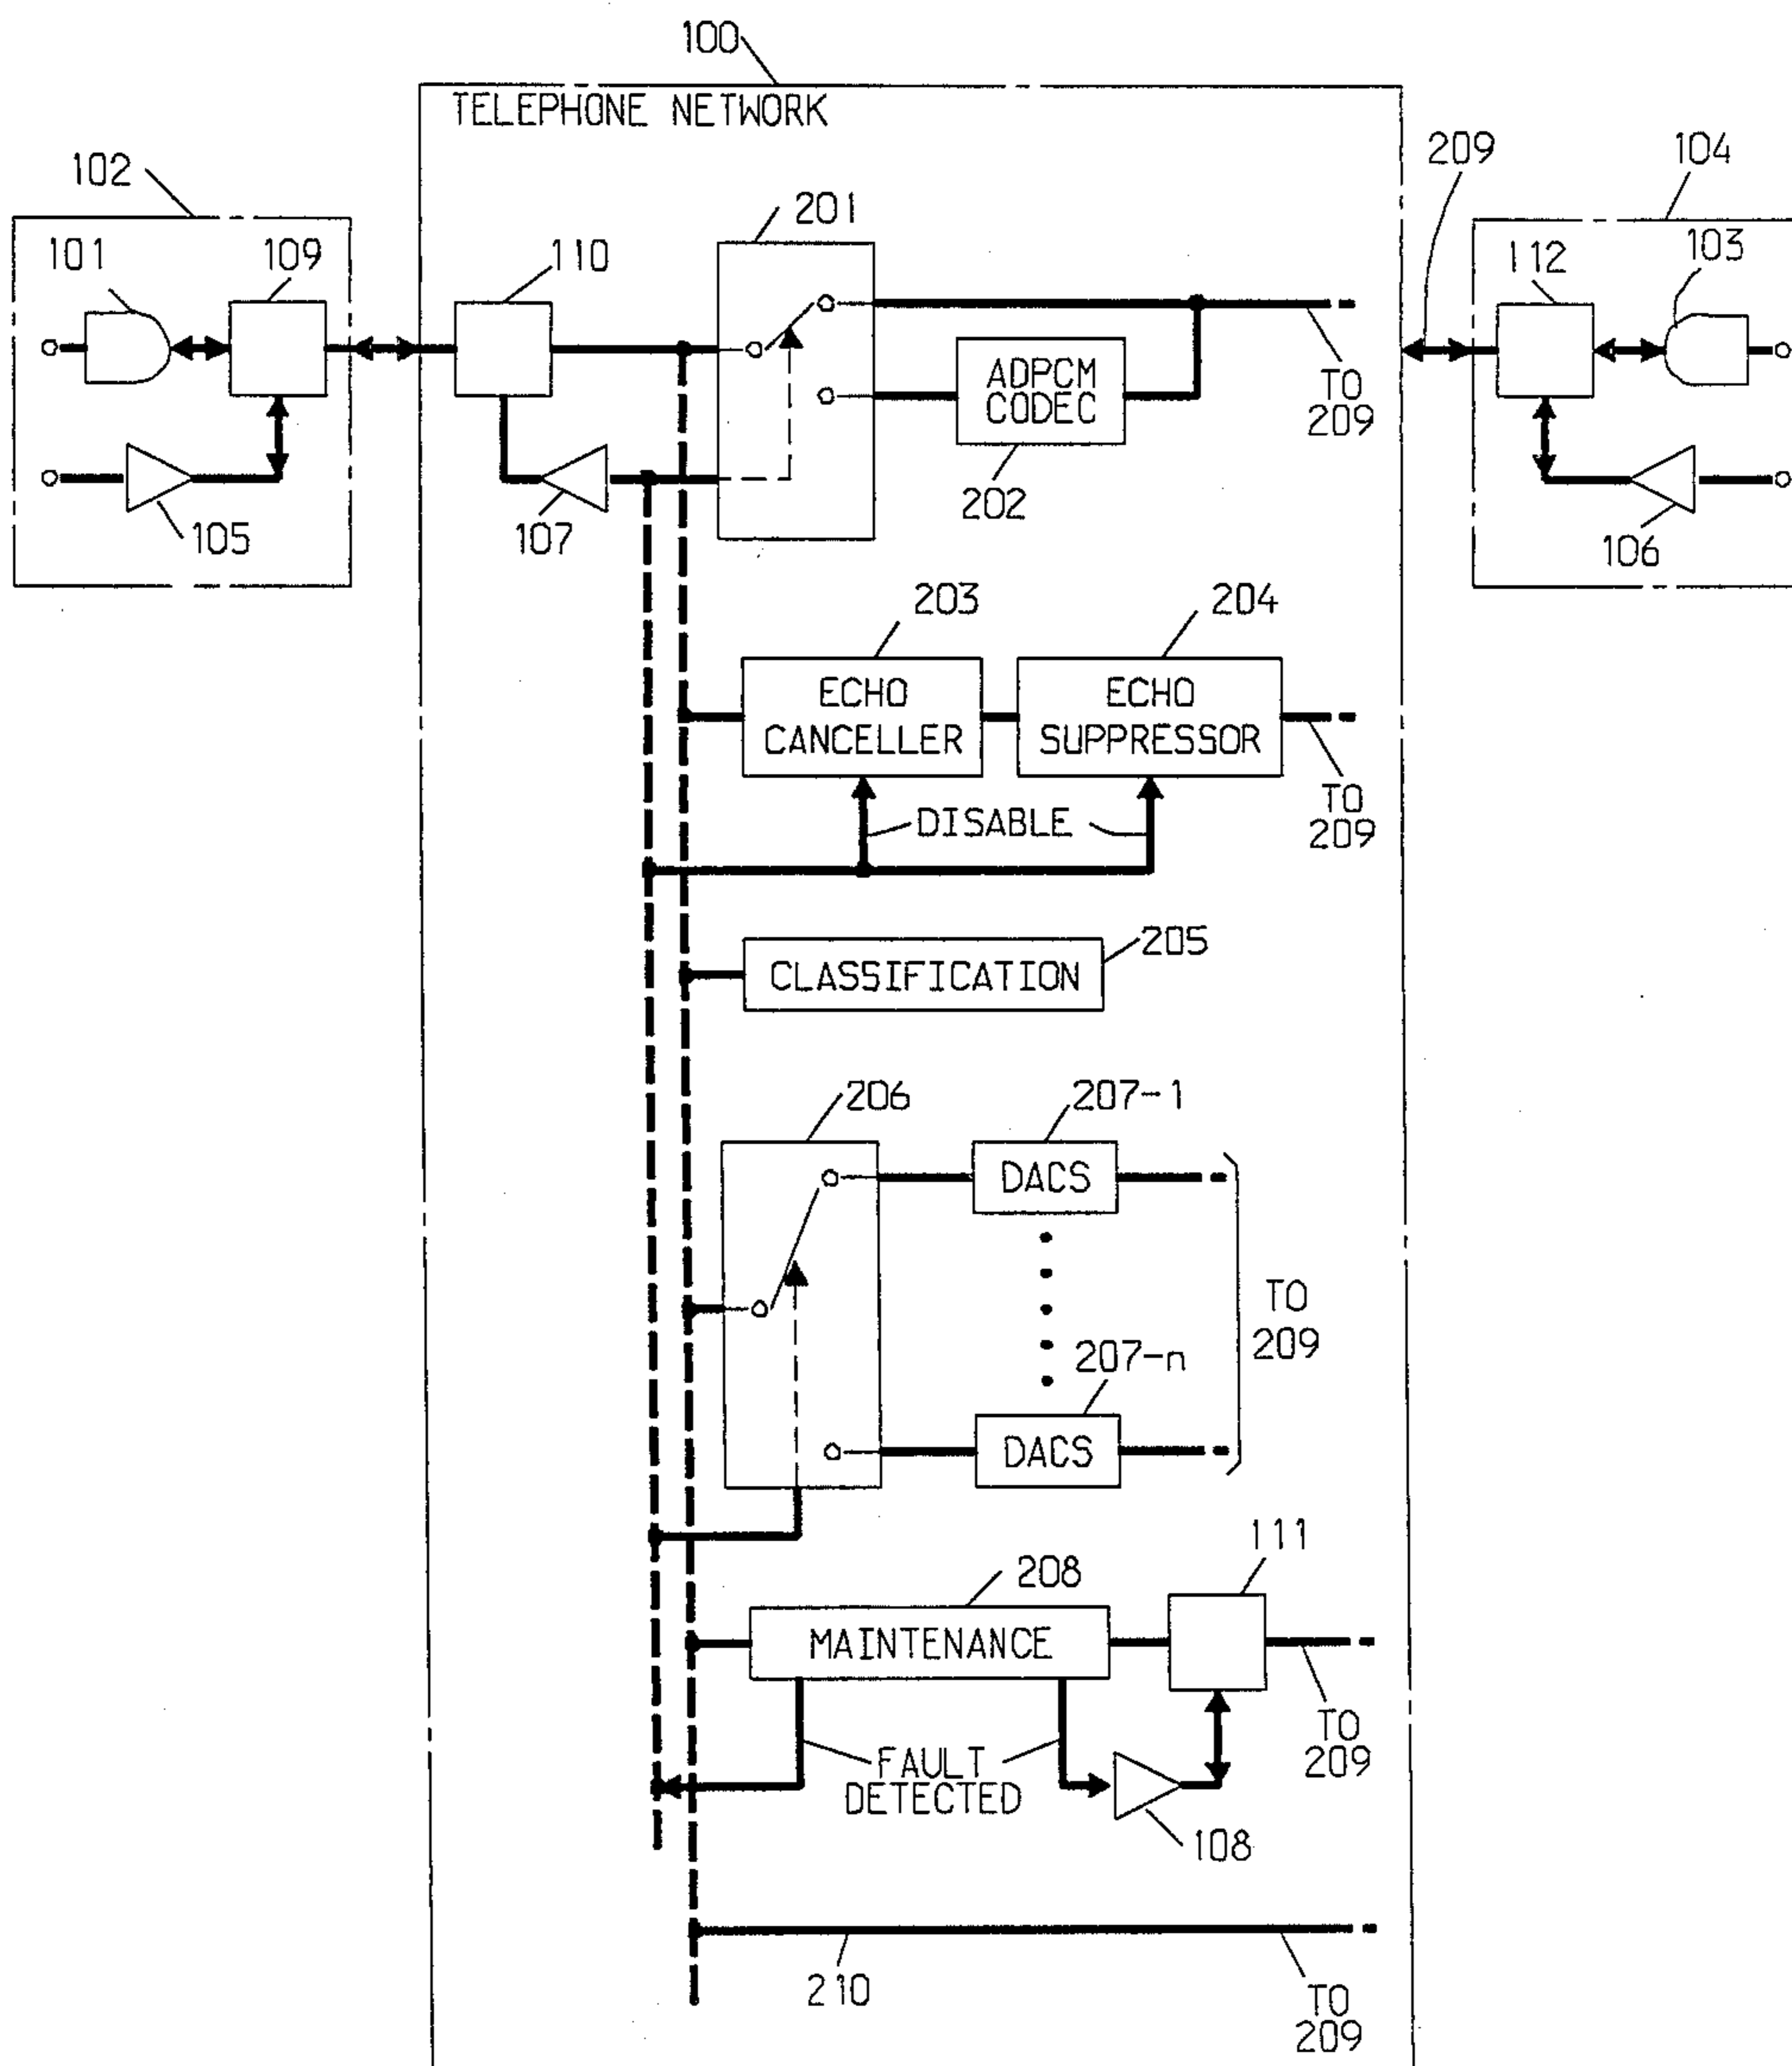 100
TELEPHONE NETWORK
102
209
104
201
101
109
110
112
103
ADPCM
CODEC
TO
209
202
105
107
106
203
204
ECHO
CANCELLER
ECHO
SUPPRESSOR
TO
209
DISABLE
205
CLASSIFICATION
206
207-1
DACS
TO
209
207-n
DACS
111
208
MAINTENANCE
TO
209
FAULT
DETECTED
108
210
TO
209